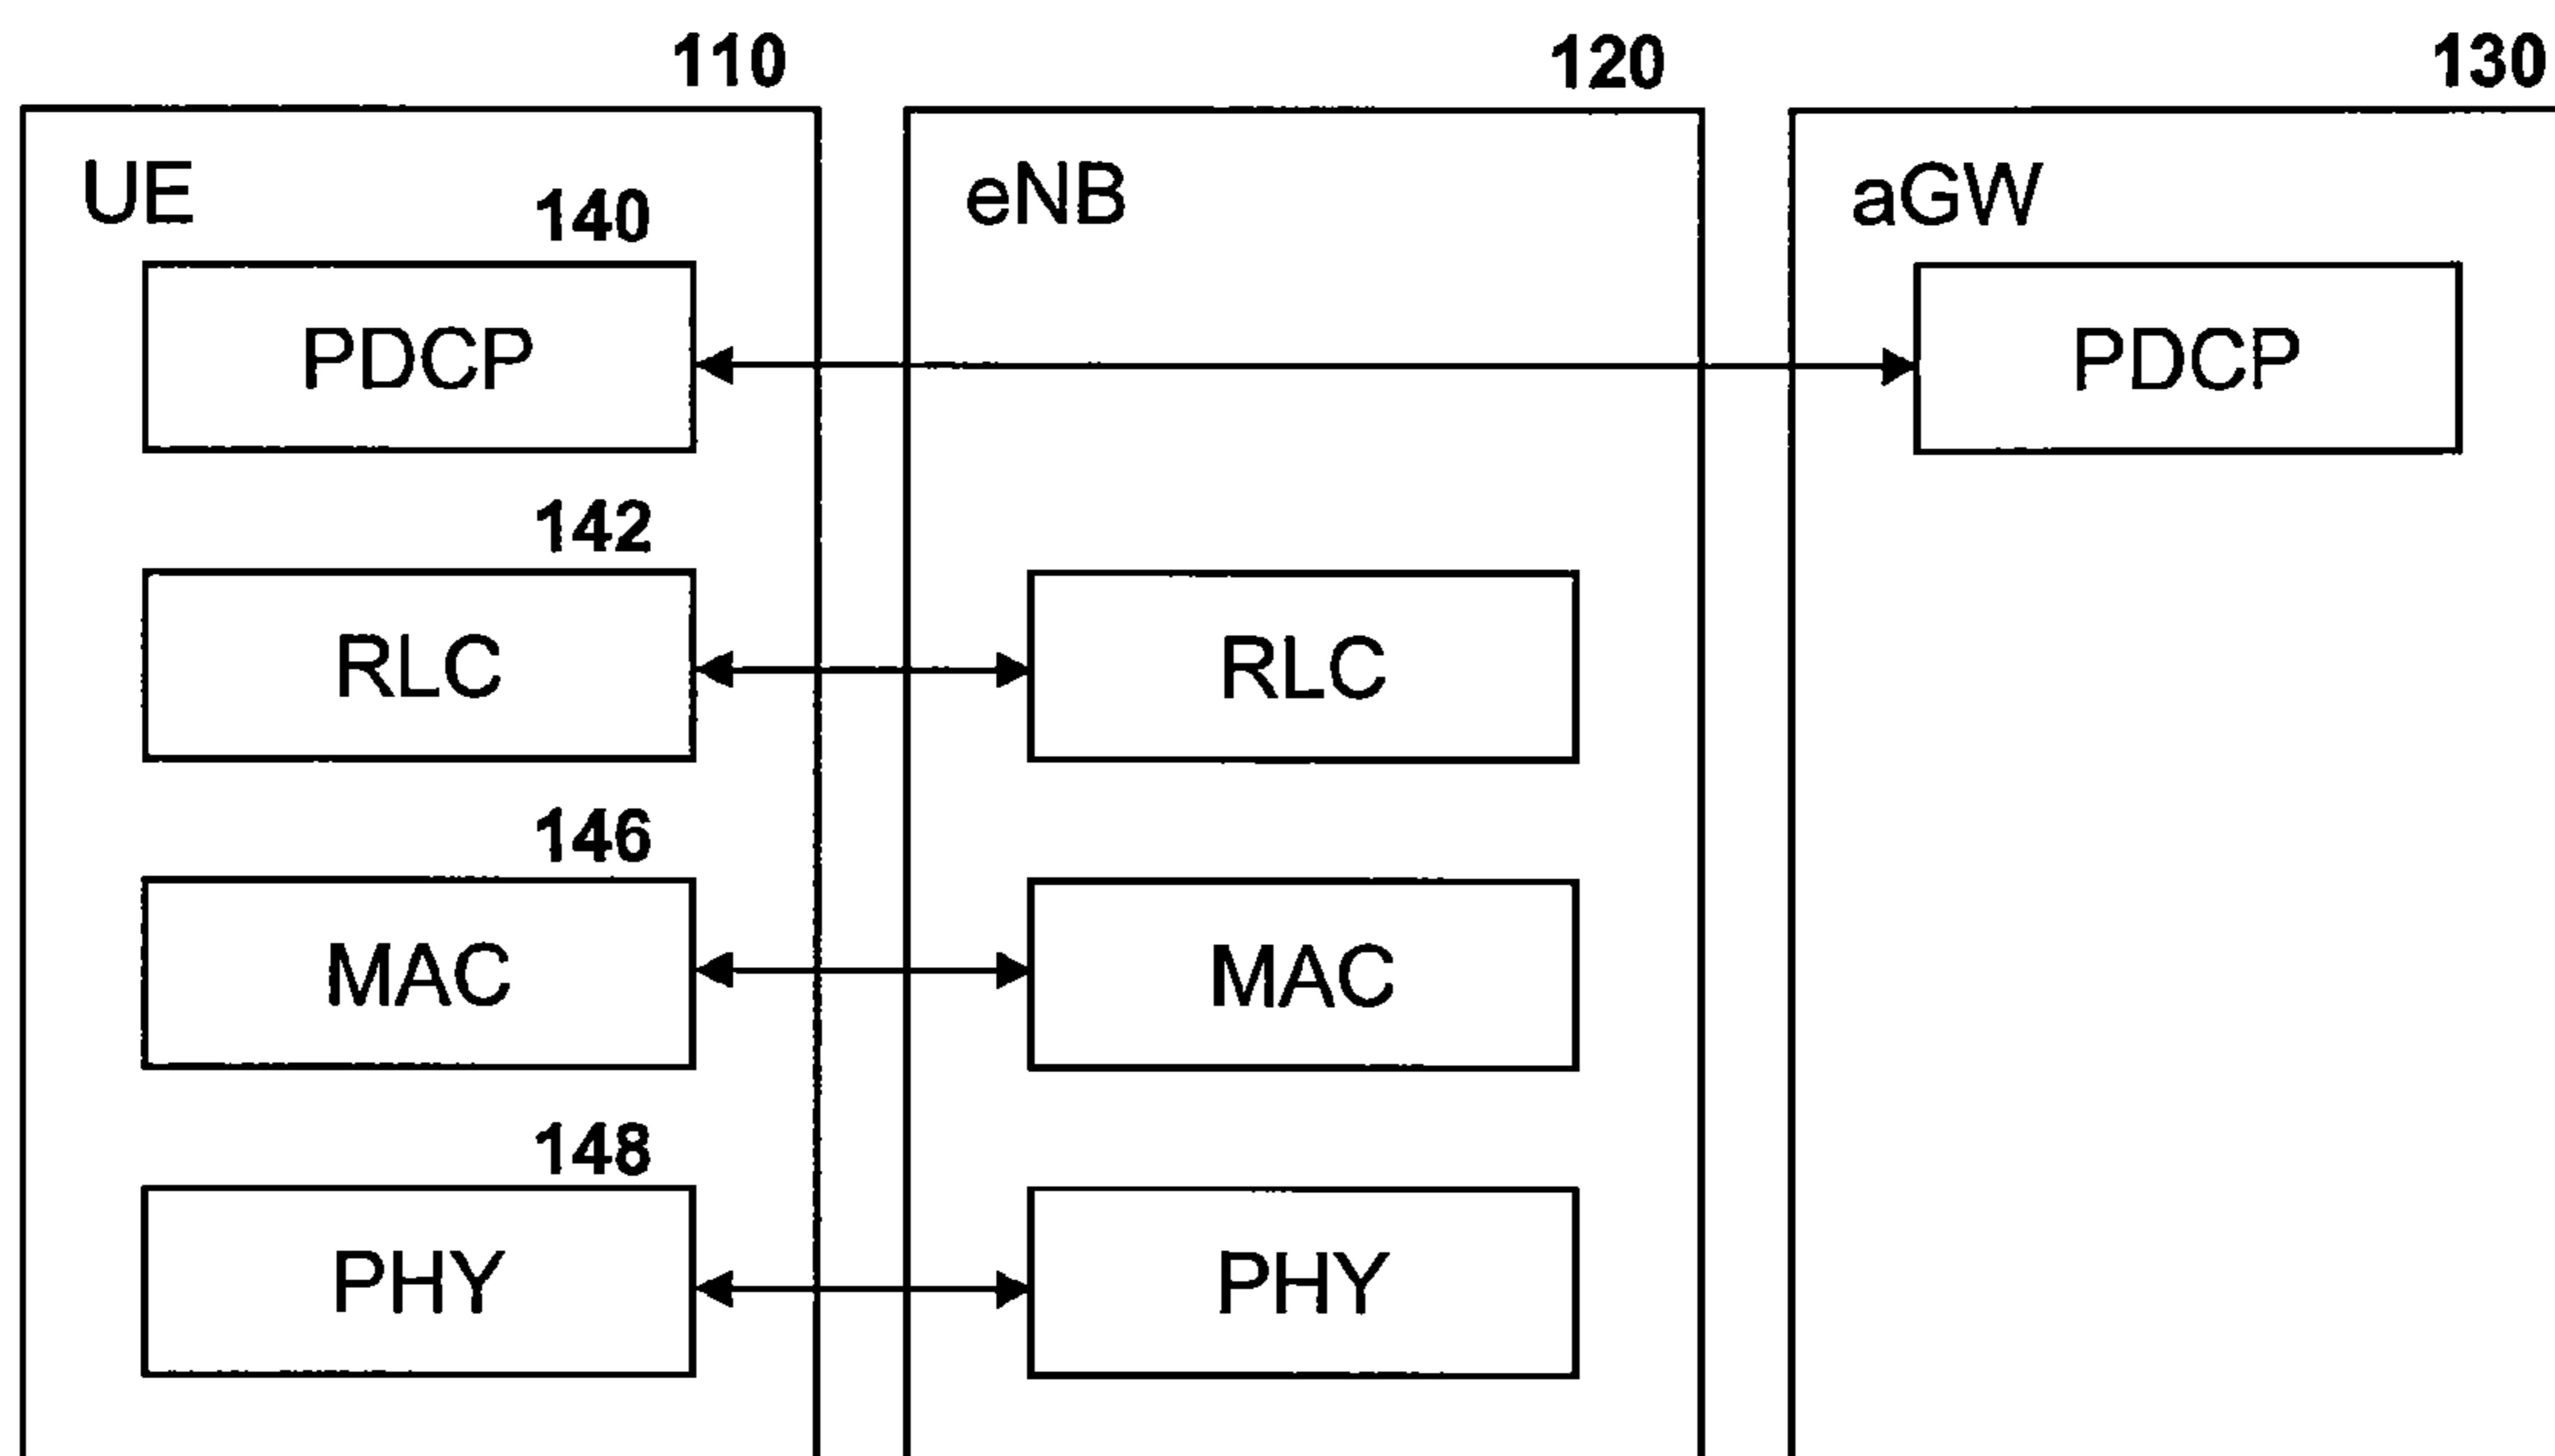 110 120 130
UE eNB aGW
140
PDCP PDCP
142
RLC RLC
146
MAC MAC
148
PHY PHY